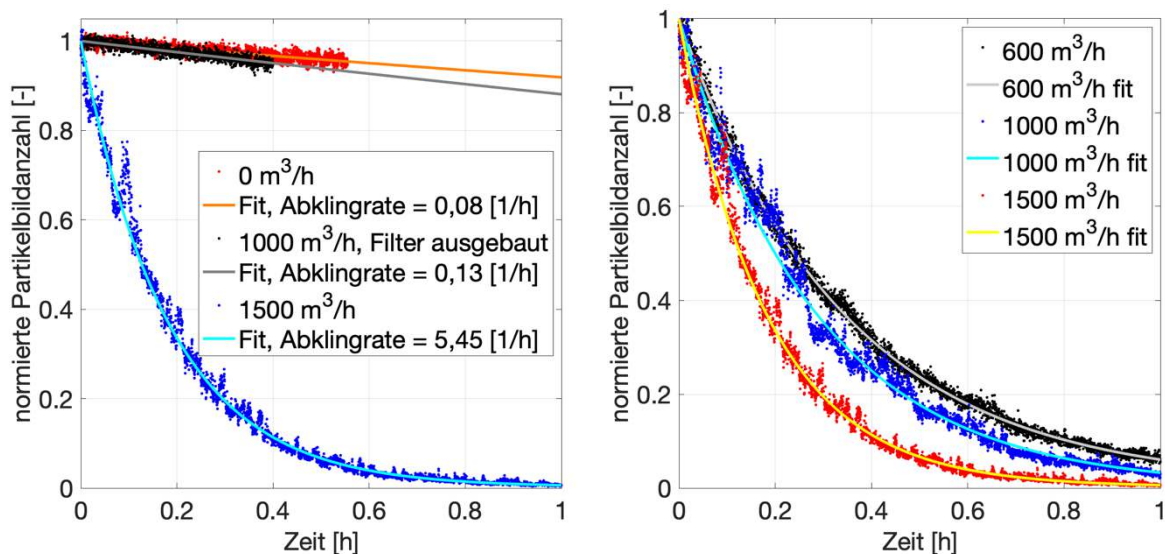 normierte Partikelbildanzahl [-]
1
0.8
0.6
0.4
0.2
0
0 m³/h
Fit, Abklingrate = 0,08 [1/h]
1000 m³/h, Filter ausgebaut
Fit, Abklingrate = 0,13 [1/h]
1500 m³/h
Fit, Abklingrate = 5,45 [1/h]
0 0.2 0.4 0.6 0.8 1
Zeit [h]
normierte Partikelbildanzahl [-]
1
0.8
0.6
0.4
0.2
0
600 m³/h
600 m³/h fit
1000 m³/h
1000 m³/h fit
1500 m³/h
1500 m³/h fit
0 0.2 0.4 0.6 0.8 1
Zeit [h]